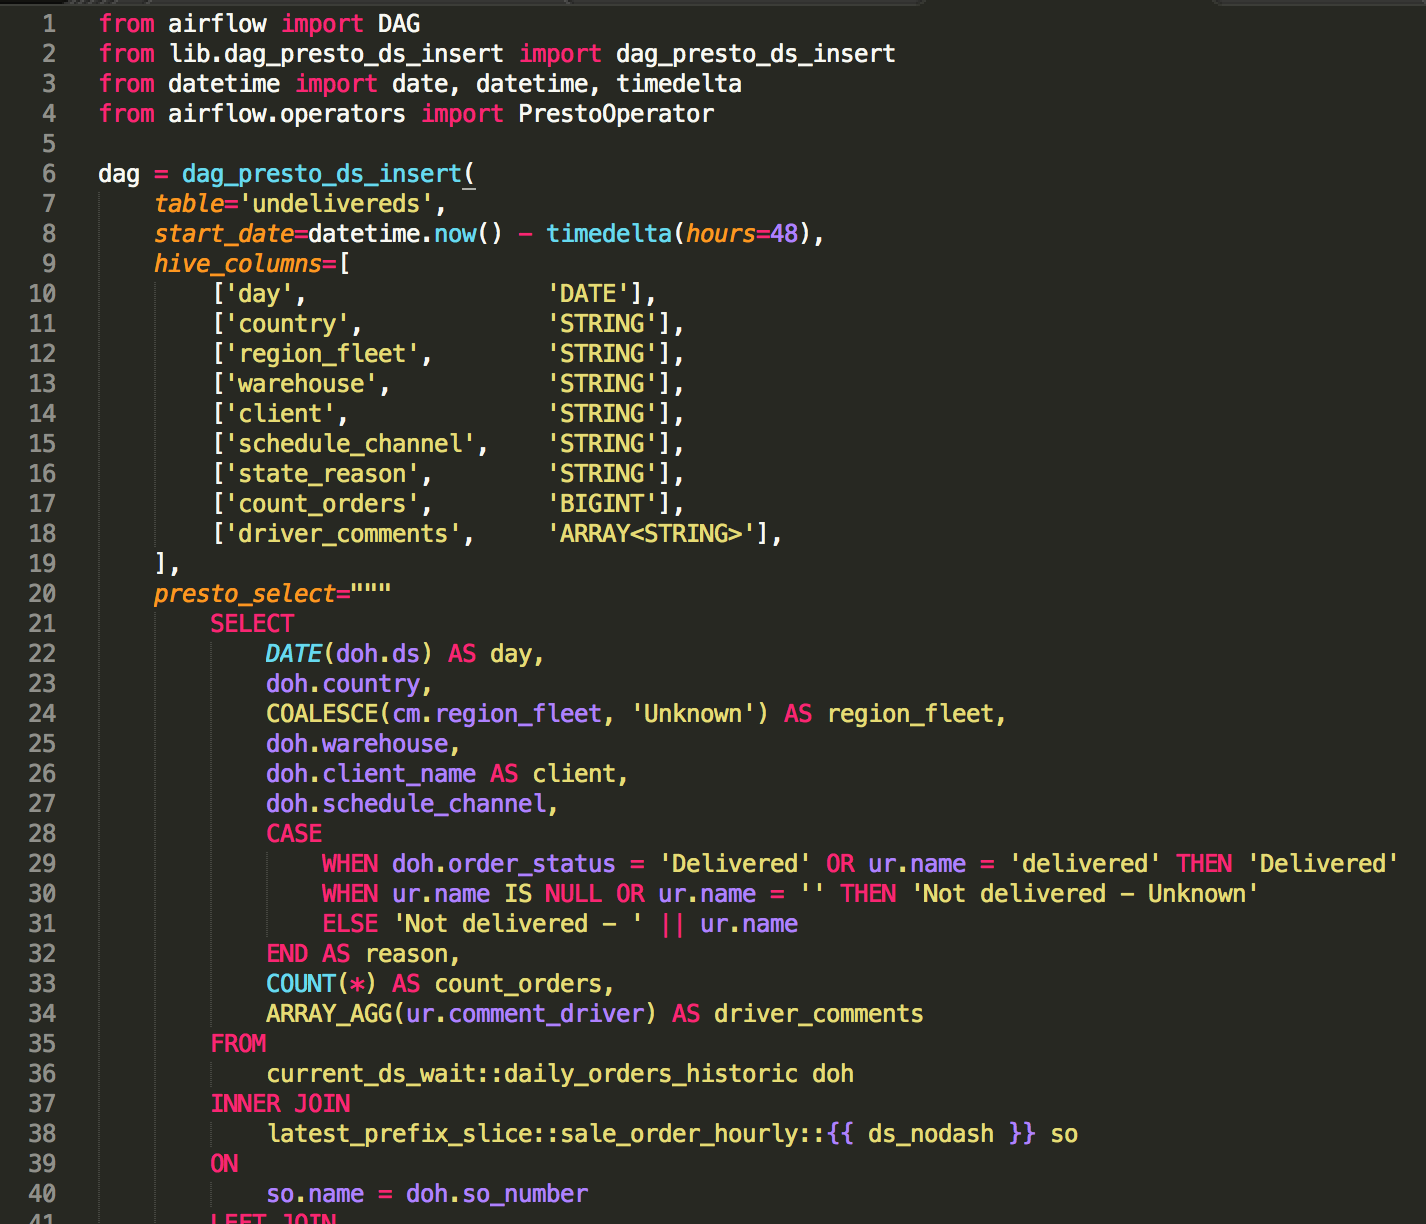 1 from airflow import DAG
2 from lib.dag_presto_ds_insert import dag_presto_ds_insert
3 from datetime import date, datetime, timedelta
4 from airflow.operators import PrestoOperator
5
6 dag = dag_presto_ds_insert(
7     table='undelivereds',
8     start_date=datetime.now() - timedelta(hours=48),
9     hive_columns=[
10         ['day',                 'DATE'],
11         ['country',             'STRING'],
12         ['region_fleet',        'STRING'],
13         ['warehouse',           'STRING'],
14         ['client',              'STRING'],
15         ['schedule_channel',    'STRING'],
16         ['state_reason',        'STRING'],
17         ['count_orders',        'BIGINT'],
18         ['driver_comments',     'ARRAY<STRING>'],
19     ],
20     presto_select="""
21         SELECT
22             DATE(doh.ds) AS day,
23             doh.country,
24             COALESCE(cm.region_fleet, 'Unknown') AS region_fleet,
25             doh.warehouse,
26             doh.client_name AS client,
27             doh.schedule_channel,
28             CASE
29                 WHEN doh.order_status = 'Delivered' OR ur.name = 'delivered' THEN 'Delivered'
30                 WHEN ur.name IS NULL OR ur.name = '' THEN 'Not delivered - Unknown'
31                 ELSE 'Not delivered - ' || ur.name
32             END AS reason,
33             COUNT(*) AS count_orders,
34             ARRAY_AGG(ur.comment_driver) AS driver_comments
35         FROM
36             current_ds_wait::daily_orders_historic doh
37         INNER JOIN
38             latest_prefix_slice::sale_order_hourly::{{ ds_nodash }} so
39         ON
40             so.name = doh.so_number
41         LEFT JOIN